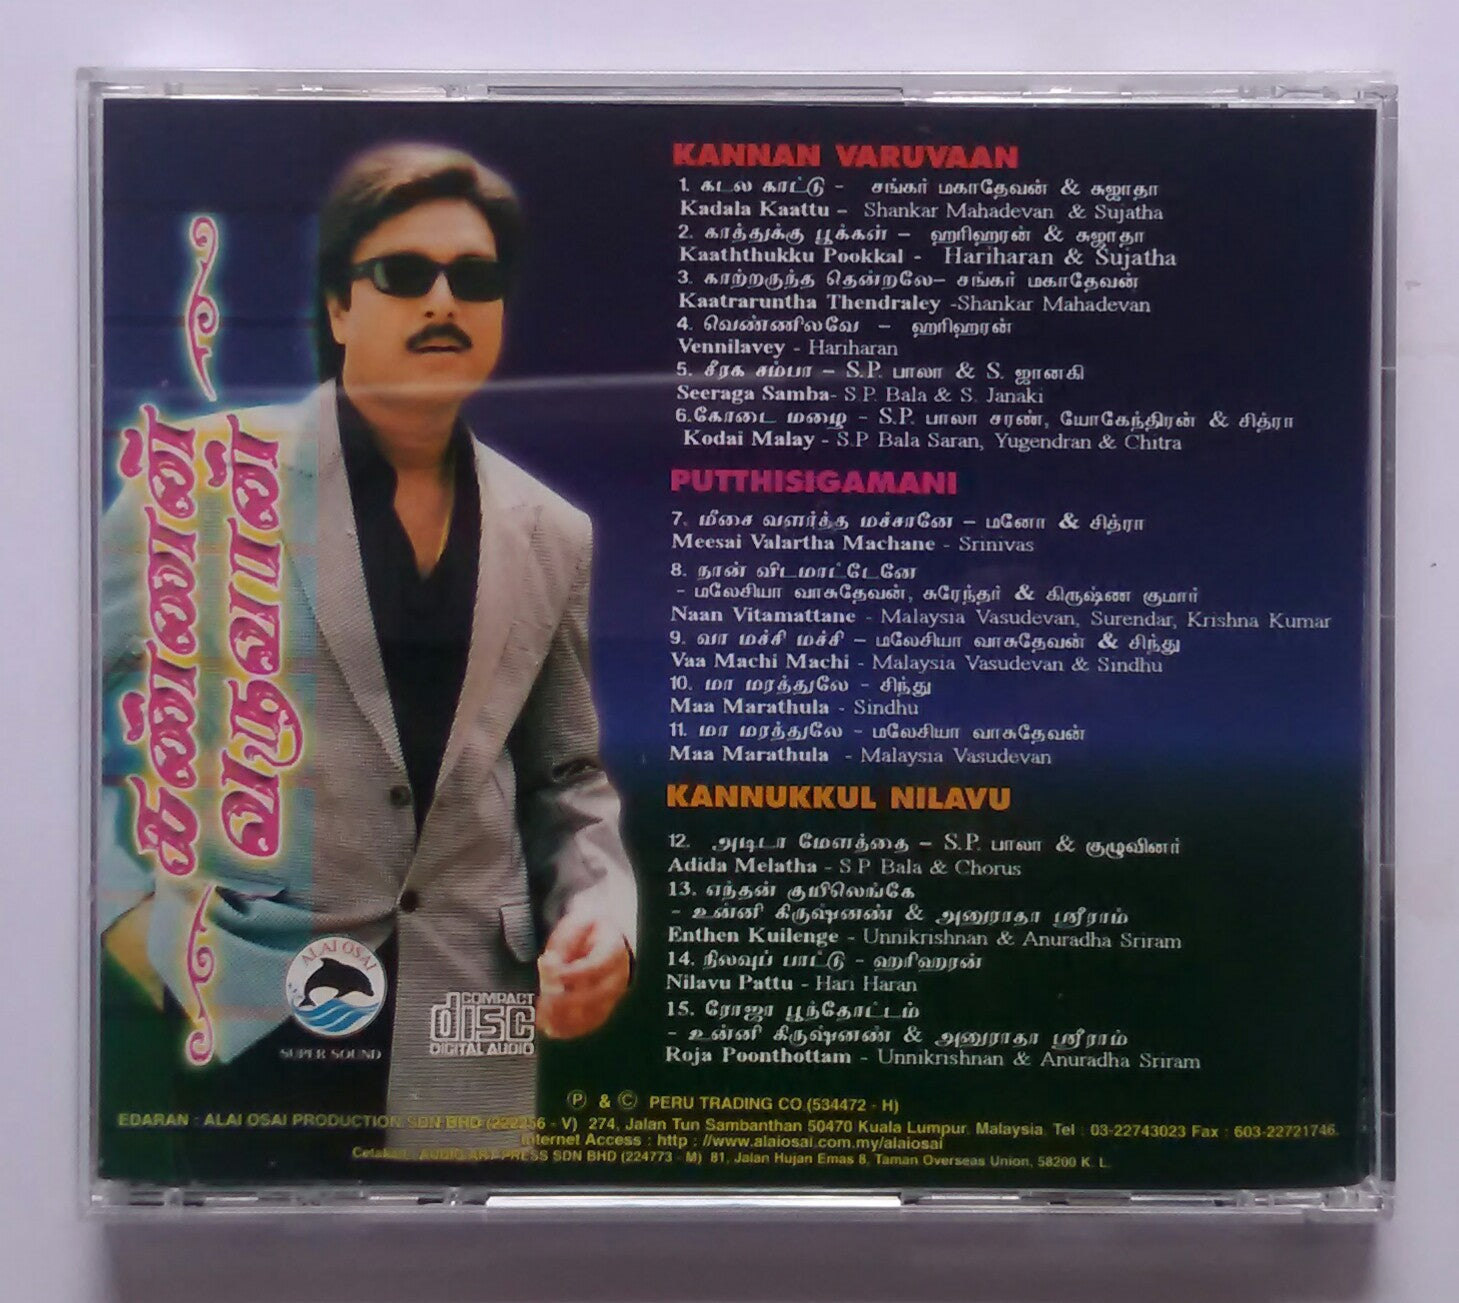 கண்ணன்
வருவான்
KANNAN VARUVAAN
1. கடல காட்டு - சங்கர் மகாதேவன் & சுஜாதா
Kadala Kaattu - Shankar Mahadevan & Sujatha
2. காத்துக்கு பூக்கள் - ஹரிஹரன் & சுஜாதா
Kaaththukku Pookkal - Hariharan & Sujatha
3. காற்றருந்த தென்றலே- சங்கர் மகாதேவன்
Kaatraruntha Thendraley -Shankar Mahadevan
4. வெண்ணிலவே - ஹரிஹரன்
Vennilavey - Hariharan
5. சீரக சம்பா - S.P. பாலா & S. ஜானகி
Seeraga Samba- S.P. Bala & S. Janaki
6.கோடை மழை - S.P. பாலா சரண், யோகேந்திரன் & சித்ரா
Kodai Malay - S.P Bala Saran, Yugendran & Chitra
PUTTHISIGAMANI
7. மீசை வளர்த்த மச்சானே - மனோ & சித்ரா
Meesai Valartha Machane - Srinivas
8. நான் விடமாட்டேனே
- மலேசியா வாசுதேவன், சுரேந்தர் & கிருஷ்ண குமார்
Naan Vitamattane - Malaysia Vasudevan, Surendar, Krishna Kumar
9. வா மச்சி மச்சி - மலேசியா வாசுதேவன் & சிந்து
Vaa Machi Machi - Malaysia Vasudevan & Sindhu
10. மா மரத்துலே - சிந்து
Maa Marathula - Sindhu
11. மா மரத்துலே - மலேசியா வாசுதேவன்
Maa Marathula - Malaysia Vasudevan
KANNUKKUL NILAVU
12. அடிடா மேளத்தை - S.P. பாலா & குழுவினர்
Adida Melatha - S P Bala & Chorus
13. எந்தன் குயிலெங்கே
- உன்னி கிருஷ்னண் & அனுராதா ஸ்ரீராம்
Enthen Kuilenge - Unnikrishnan & Anuradha Sriram
14. நிலவுப் பாட்டு - ஹரிஹரன்
Nilavu Pattu - Hari Haran
15. ரோஜா பூந்தோட்டம்
- உன்னி கிருஷ்னண் & அனுராதா ஸ்ரீராம்
Roja Poonthottam - Unnikrishnan & Anuradha Sriram
ALAI OSAI
SUPER SOUND
COMPACT
disc
DIGITAL AUDIO
Ⓟ & © PERU TRADING CO.(534472 - H)
EDARAN : ALAI OSAI PRODUCTION SDN BHD (222256 - V) 274, Jalan Tun Sambanthan 50470 Kuala Lumpur, Malaysia. Tel : 03-22743023 Fax : 603-22721746.
Internet Access : http : //www.alaiosai.com.my/alaiosai
Cetakan : AUDIO ART PRESS SDN BHD (224773 - M) 81, Jalan Hujan Emas 8, Taman Overseas Union, 58200 K. L.